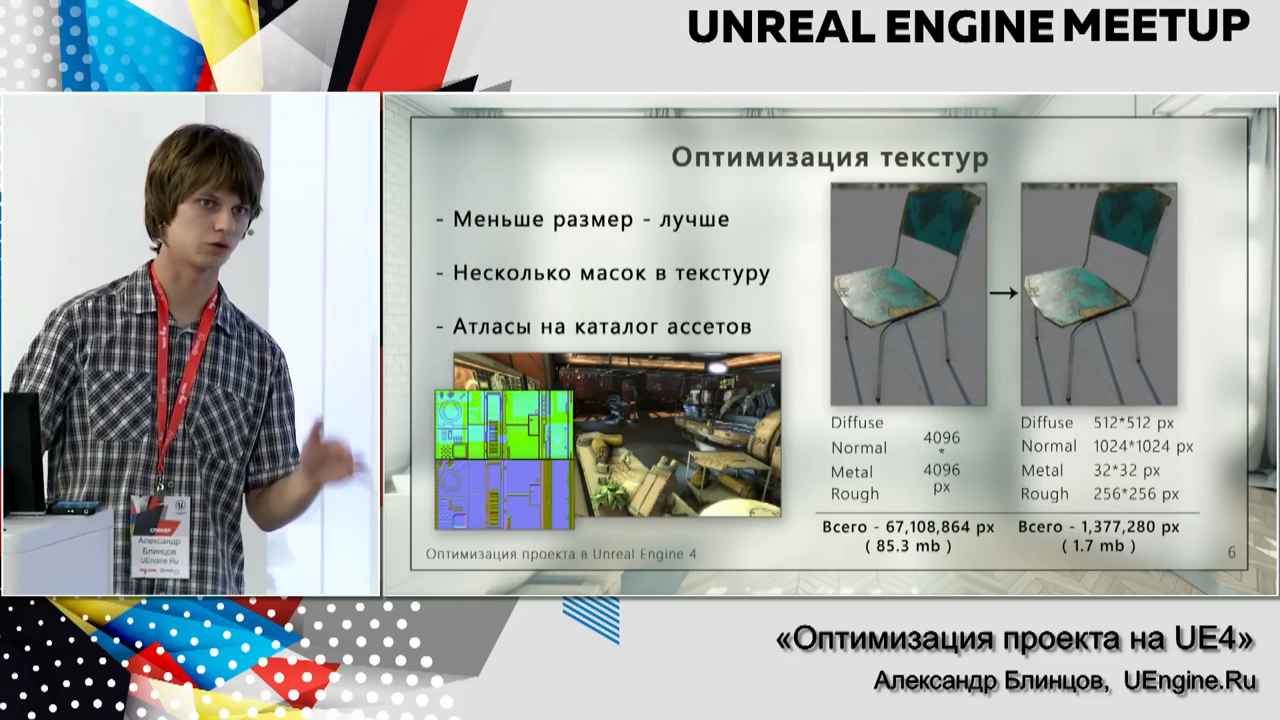 UNREAL ENGINE MEETUP
Оптимизация текстур
- Меньше размер - лучше
- Несколько масок в текстуру
- Атласы на каталог ассетов
Diffuse
Normal
Metal
Rough
4096
*
4096
px
Всего - 67,108,864 px
( 85.3 mb )
Diffuse 512*512 px
Normal 1024*1024 px
Metal 32*32 px
Rough 256*256 px
Всего - 1,377,280 px
( 1.7 mb )
Оптимизация проекта в Unreal Engine 4
6
СПИКЕР
Александр
Блинцов
UEngine.Ru
«Оптимизация проекта на UE4»
Александр Блинцов, UEngine.Ru